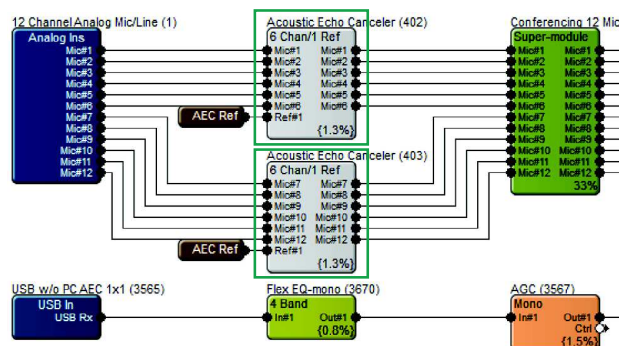 12 Channel Analog Mic/Line (1)
Acoustic Echo Canceler (402)
Conferencing 12 Mic
Analog Ins
Mic#1
Mic#2
Mic#3
Mic#4
Mic#5
Mic#6
Mic#7
Mic#8
Mic#9
Mic#10
Mic#11
Mic#12
6 Chan/1 Ref
Mic#1 Mic#1
Mic#2 Mic#2
Mic#3 Mic#3
Mic#4 Mic#4
Mic#5 Mic#5
Mic#6 Mic#6
AEC Ref
Ref#1
{1.3%}
Super-module
Mic#1 Mic#1
Mic#2 Mic#2
Mic#3 Mic#3
Mic#4 Mic#4
Mic#5 Mic#5
Mic#6 Mic#6
Mic#7 Mic#7
Mic#8 Mic#8
Mic#9 Mic#9
Mic#10 Mic#10
Mic#11 Mic#11
Mic#12 Mic#12
33%
Acoustic Echo Canceler (403)
6 Chan/1 Ref
Mic#7 Mic#7
Mic#8 Mic#8
Mic#9 Mic#9
Mic#10 Mic#10
Mic#11 Mic#11
Mic#12 Mic#12
AEC Ref
Ref#1
{1.3%}
USB w/o PC AEC 1x1 (3565)
USB In
USB Rx
Flex EQ-mono (3670)
4 Band
In#1 Out#1
{0.8%}
AGC (3567)
Mono
In#1 Out#1
Ctrl
{1.5%}